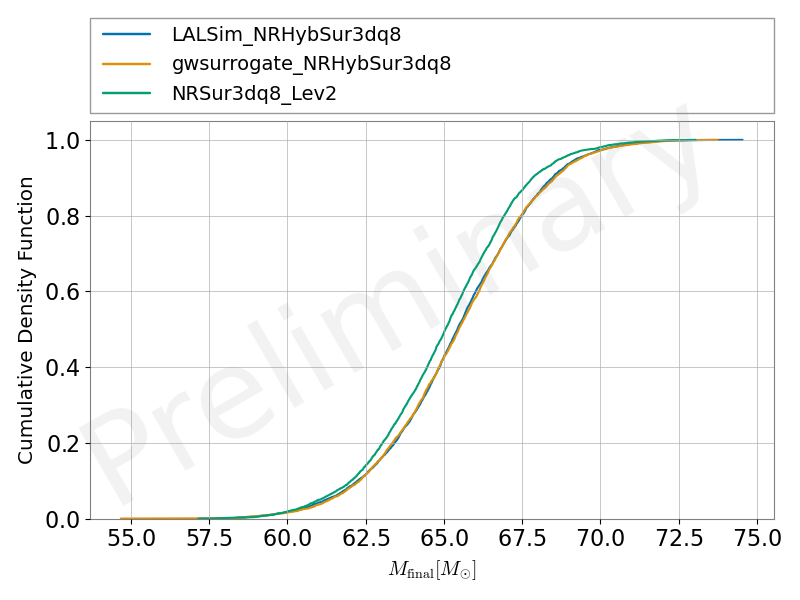 LALSim_NRHybSur3dq8
gwsurrogate_NRHybSur3dq8
NRSur3dq8_Lev2
1.0
0.8
0.6
0.4
0.2
0.0
Cumulative Density Function
Preliminary
55.0 57.5 60.0 62.5 65.0 67.5 70.0 72.5 75.0
M_final[M_⊙]